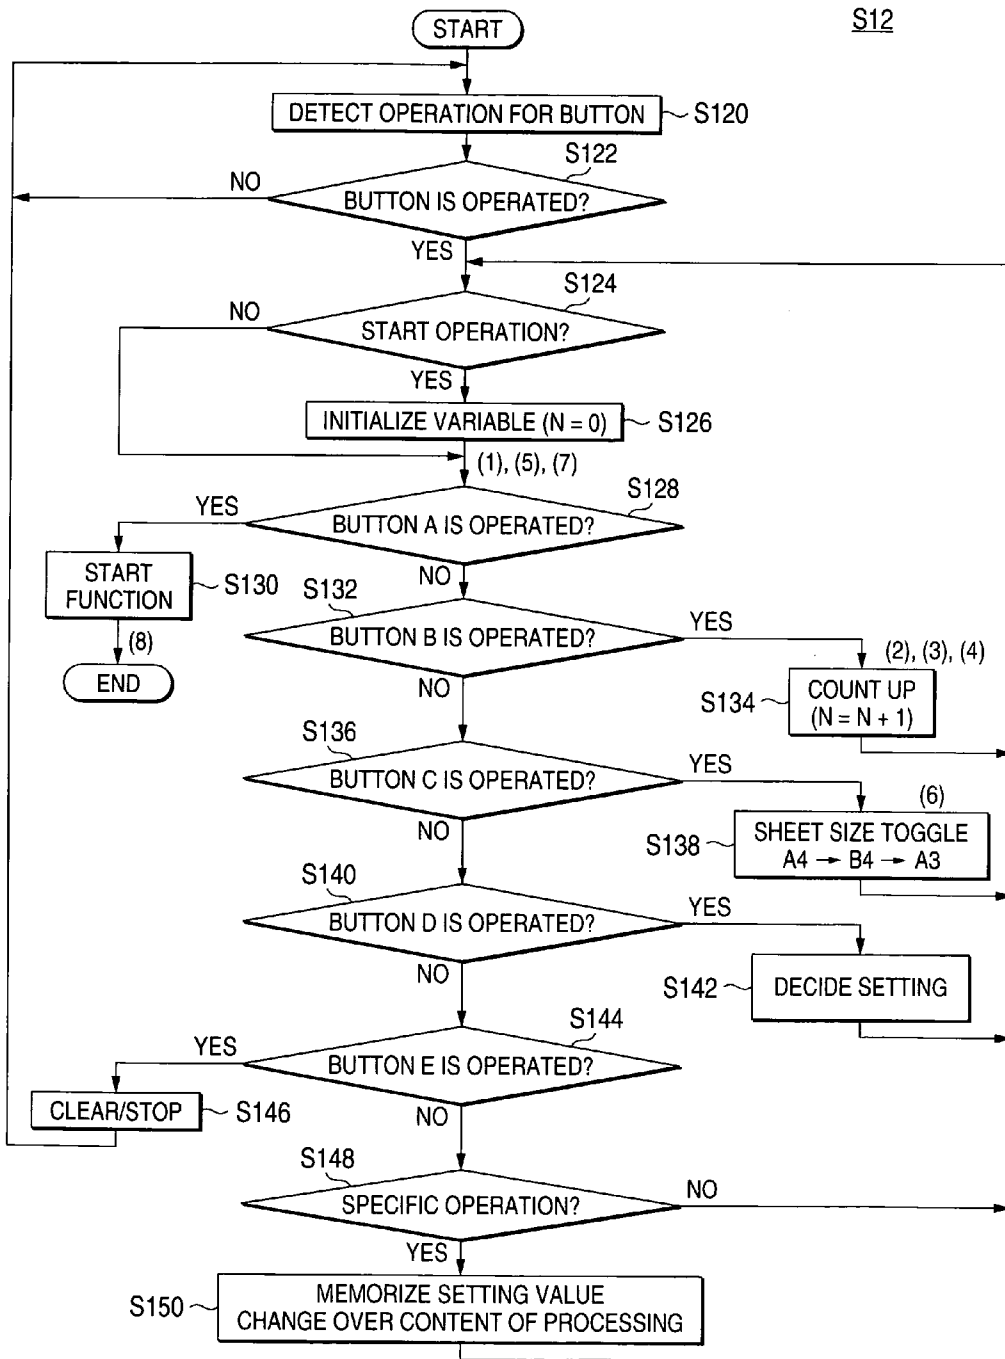 START
S12
DETECT OPERATION FOR BUTTON
S120
S122
NO
BUTTON IS OPERATED?
YES
S124
NO
START OPERATION?
YES
INITIALIZE VARIABLE (N = 0)
S126
(1), (5), (7)
S128
YES
BUTTON A IS OPERATED?
NO
START
FUNCTION
S130
S132
BUTTON B IS OPERATED?
YES
(8)
(2), (3), (4)
END
NO
S134
COUNT UP
(N = N + 1)
S136
BUTTON C IS OPERATED?
YES
(6)
NO
S138
SHEET SIZE TOGGLE
A4 → B4 → A3
S140
BUTTON D IS OPERATED?
YES
NO
S142
DECIDE SETTING
S144
YES
BUTTON E IS OPERATED?
CLEAR/STOP
S146
NO
S148
SPECIFIC OPERATION?
NO
YES
S150
MEMORIZE SETTING VALUE
CHANGE OVER CONTENT OF PROCESSING